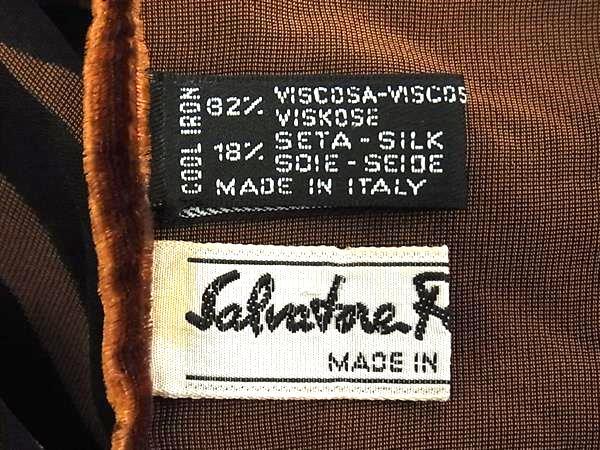 COOL IRON
82% VISCOSA-VISCOS
VISKOSE
18% SETA-SILK
SOIE-SEIDE
MADE IN ITALY
Salvatore
MADE IN